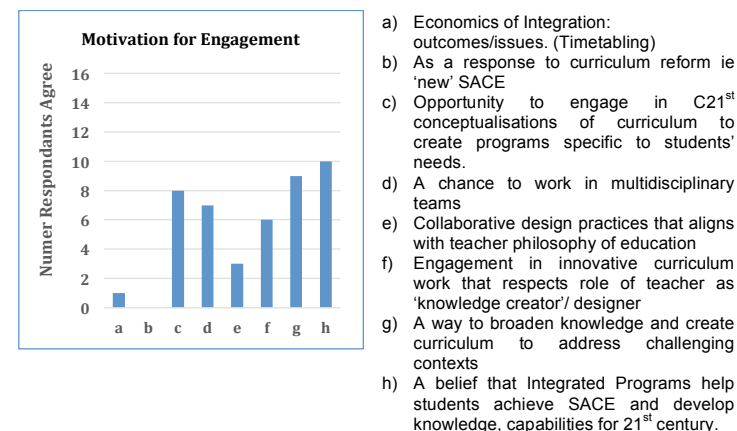 Motivation for Engagement
Numer Respondants Agree
16
14
12
10
8
6
4
2
0
a b c d e f g h
a) Economics of Integration:
outcomes/issues. (Timetabling)
b) As a response to curriculum reform ie
‘new’ SACE
c) Opportunity to engage in C21st
conceptualisations of curriculum to
create programs specific to students’
needs.
d) A chance to work in multidisciplinary
teams
e) Collaborative design practices that aligns
with teacher philosophy of education
f) Engagement in innovative curriculum
work that respects role of teacher as
‘knowledge creator’/ designer
g) A way to broaden knowledge and create
curriculum to address challenging
contexts
h) A belief that Integrated Programs help
students achieve SACE and develop
knowledge, capabilities for 21st century.